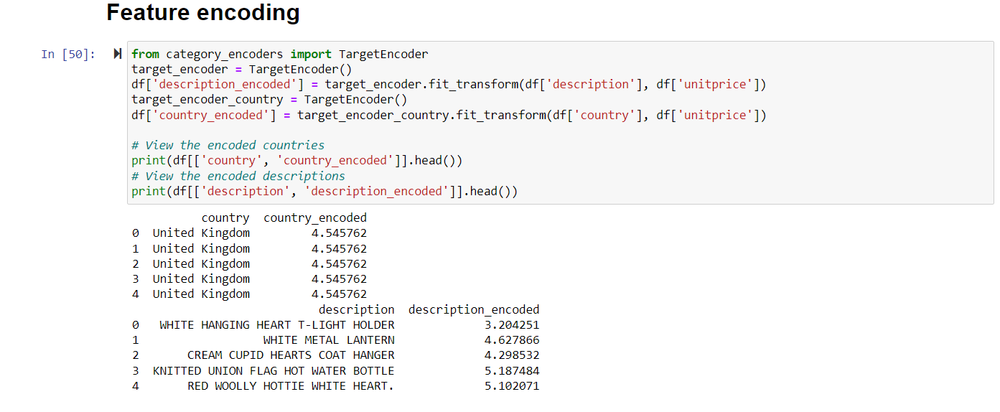 Feature encoding
In [50]:
from category_encoders import TargetEncoder
target_encoder = TargetEncoder()
df['description_encoded'] = target_encoder.fit_transform(df['description'], df['unitprice'])
target_encoder_country = TargetEncoder()
df['country_encoded'] = target_encoder_country.fit_transform(df['country'], df['unitprice'])
# View the encoded countries
print(df[['country', 'country_encoded']].head())
# View the encoded descriptions
print(df[['description', 'description_encoded']].head())
country country_encoded
0 United Kingdom 4.545762
1 United Kingdom 4.545762
2 United Kingdom 4.545762
3 United Kingdom 4.545762
4 United Kingdom 4.545762
description description_encoded
0 WHITE HANGING HEART T-LIGHT HOLDER 3.204251
1 WHITE METAL LANTERN 4.627866
2 CREAM CUPID HEARTS COAT HANGER 4.298532
3 KNITTED UNION FLAG HOT WATER BOTTLE 5.187484
4 RED WOOLLY HOTTIE WHITE HEART. 5.102071